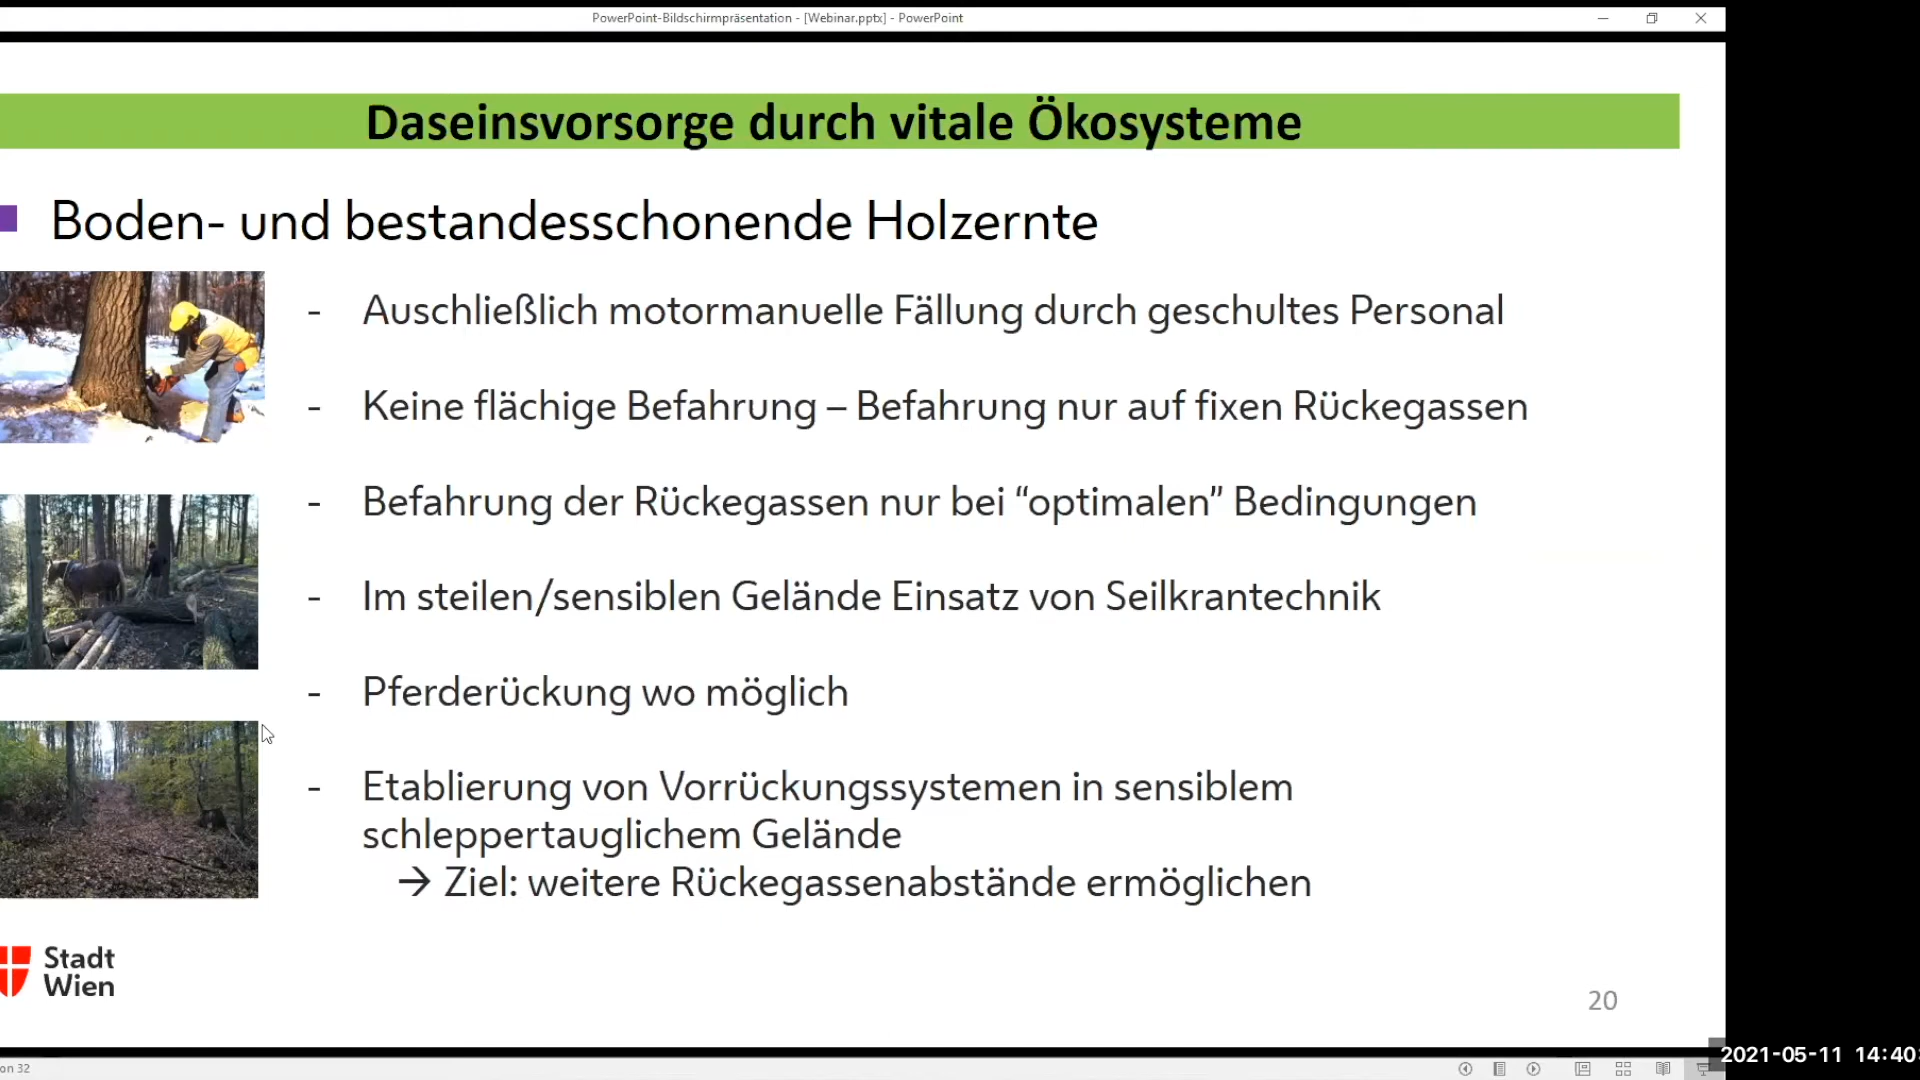 PowerPoint-Bildschirmpräsentation - [Webinar.pptx] - PowerPoint
Daseinsvorsorge durch vitale Ökosysteme
Boden- und bestandesschonende Holzernte
- Auschließlich motormanuelle Fällung durch geschultes Personal
- Keine flächige Befahrung – Befahrung nur auf fixen Rückegassen
- Befahrung der Rückegassen nur bei “optimalen” Bedingungen
- Im steilen/sensiblen Gelände Einsatz von Seilkrantechnik
- Pferderückung wo möglich
- Etablierung von Vorrückungssystemen in sensiblem
schleppertauglichem Gelände
→ Ziel: weitere Rückegassenabstände ermöglichen
Stadt
Wien
20
on 32
2021-05-11 14:40: